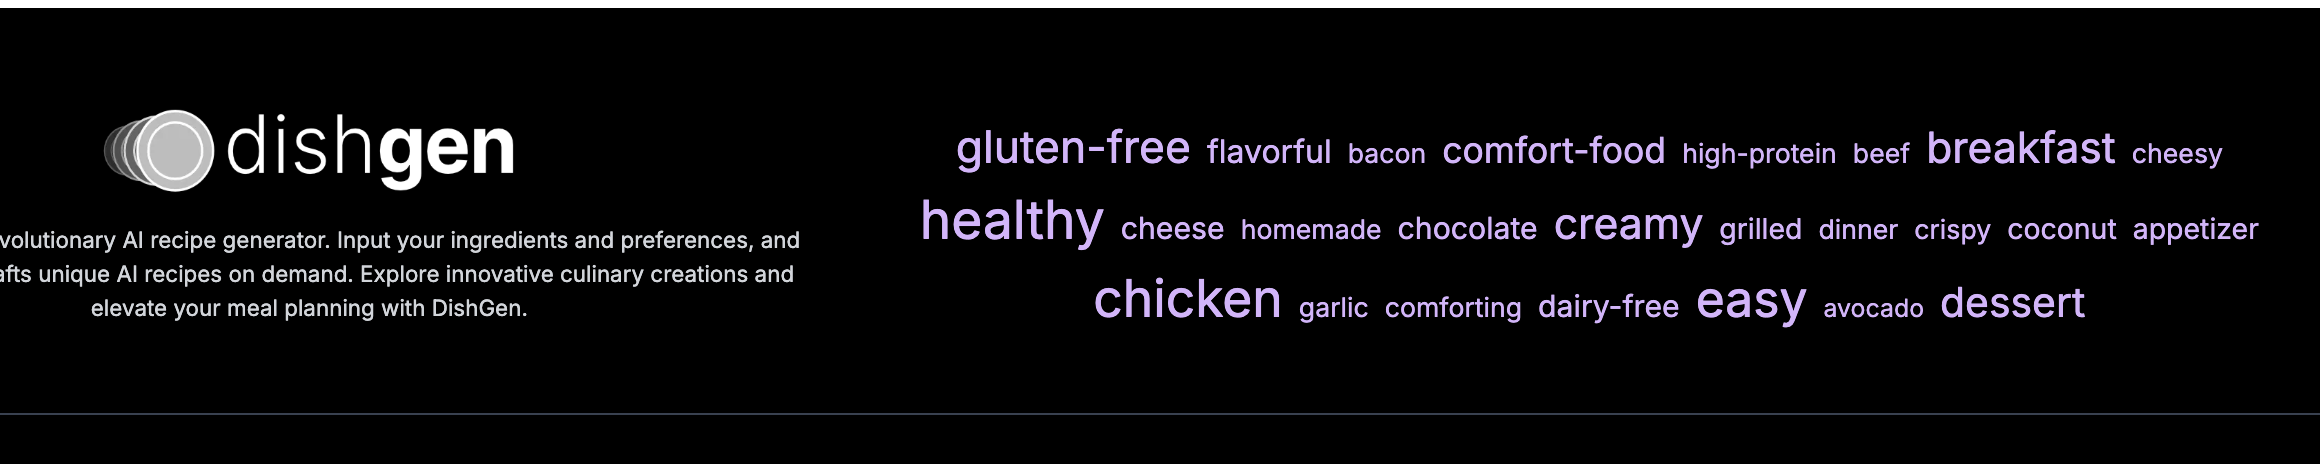 dishgen
volutionary AI recipe generator. Input your ingredients and preferences, and
afts unique AI recipes on demand. Explore innovative culinary creations and
elevate your meal planning with DishGen.
gluten-free flavorful bacon comfort-food high-protein beef breakfast cheesy
healthy cheese homemade chocolate creamy grilled dinner crispy coconut appetizer
chicken garlic comforting dairy-free easy avocado dessert